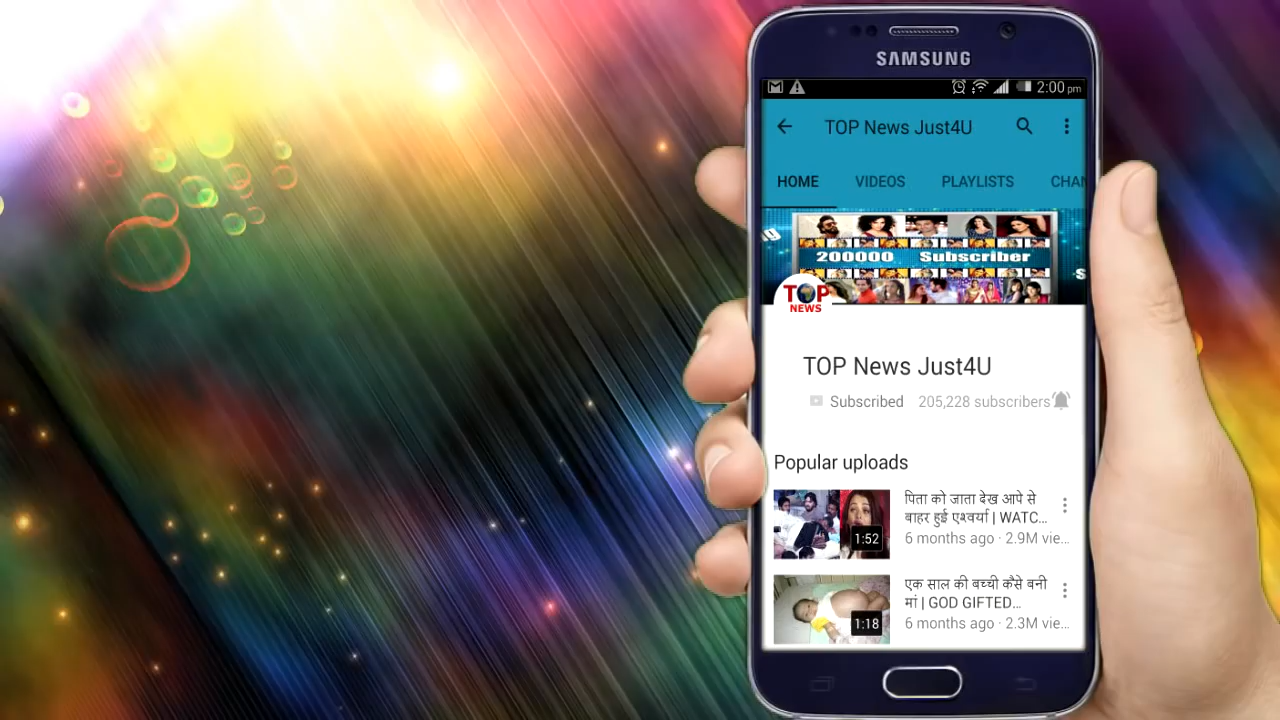 SAMSUNG
2:00 pm
TOP News Just4U
HOME VIDEOS PLAYLISTS CHAN
200000 Subscriber
TOP
NEWS
TOP News Just4U
Subscribed 205,228 subscribers
Popular uploads
पिता को जाता देख आपे से
बाहर हुई एश्वर्या | WATC...
6 months ago · 2.9M vie...
1:52
एक साल की बच्ची कैसे बनी
मां | GOD GIFTED...
6 months ago · 2.3M vie...
1:18